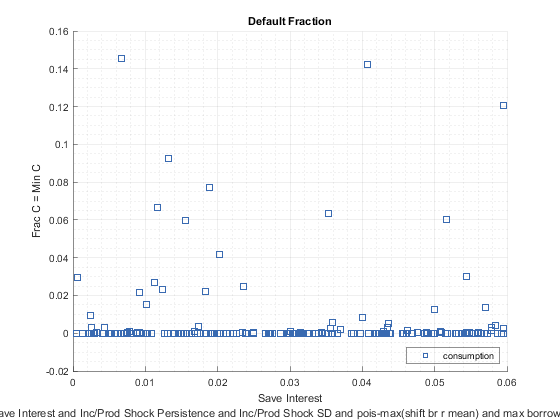 Default Fraction
0.16
0.14
0.12
0.1
0.08
0.06
0.04
0.02
0
-0.02
Frac C = Min C
0 0.01 0.02 0.03 0.04 0.05 0.06
consumption
Save Interest
ave Interest and Inc/Prod Shock Persistence and Inc/Prod Shock SD and pois-max(shift br r mean) and max borrow